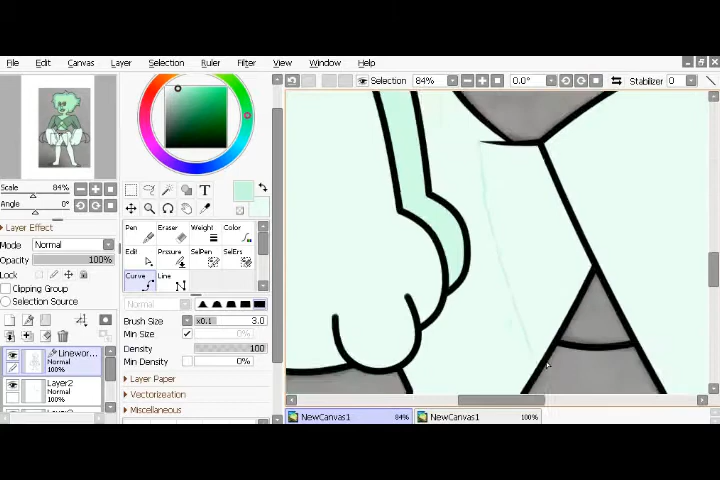 File Edit Canvas Layer Selection Ruler Filter View Window Help
Selection 84% 0.0° Stabilizer 0
Scale 84%
Angle 0°
Layer Effect
Mode Normal
Opacity 100%
Lock
Clipping Group
Selection Source
Linewor...
Normal
100%
Layer2
Normal
100%
T
Pen Eraser Weight Color
Edit Pressure SelPen SelErs
Curve Line
Normal
Brush Size x0.1 3.0
Min Size 0%
Density 100
Min Density 0%
Layer Paper
Vectorization
Miscellaneous
NewCanvas1 84% NewCanvas1 100%